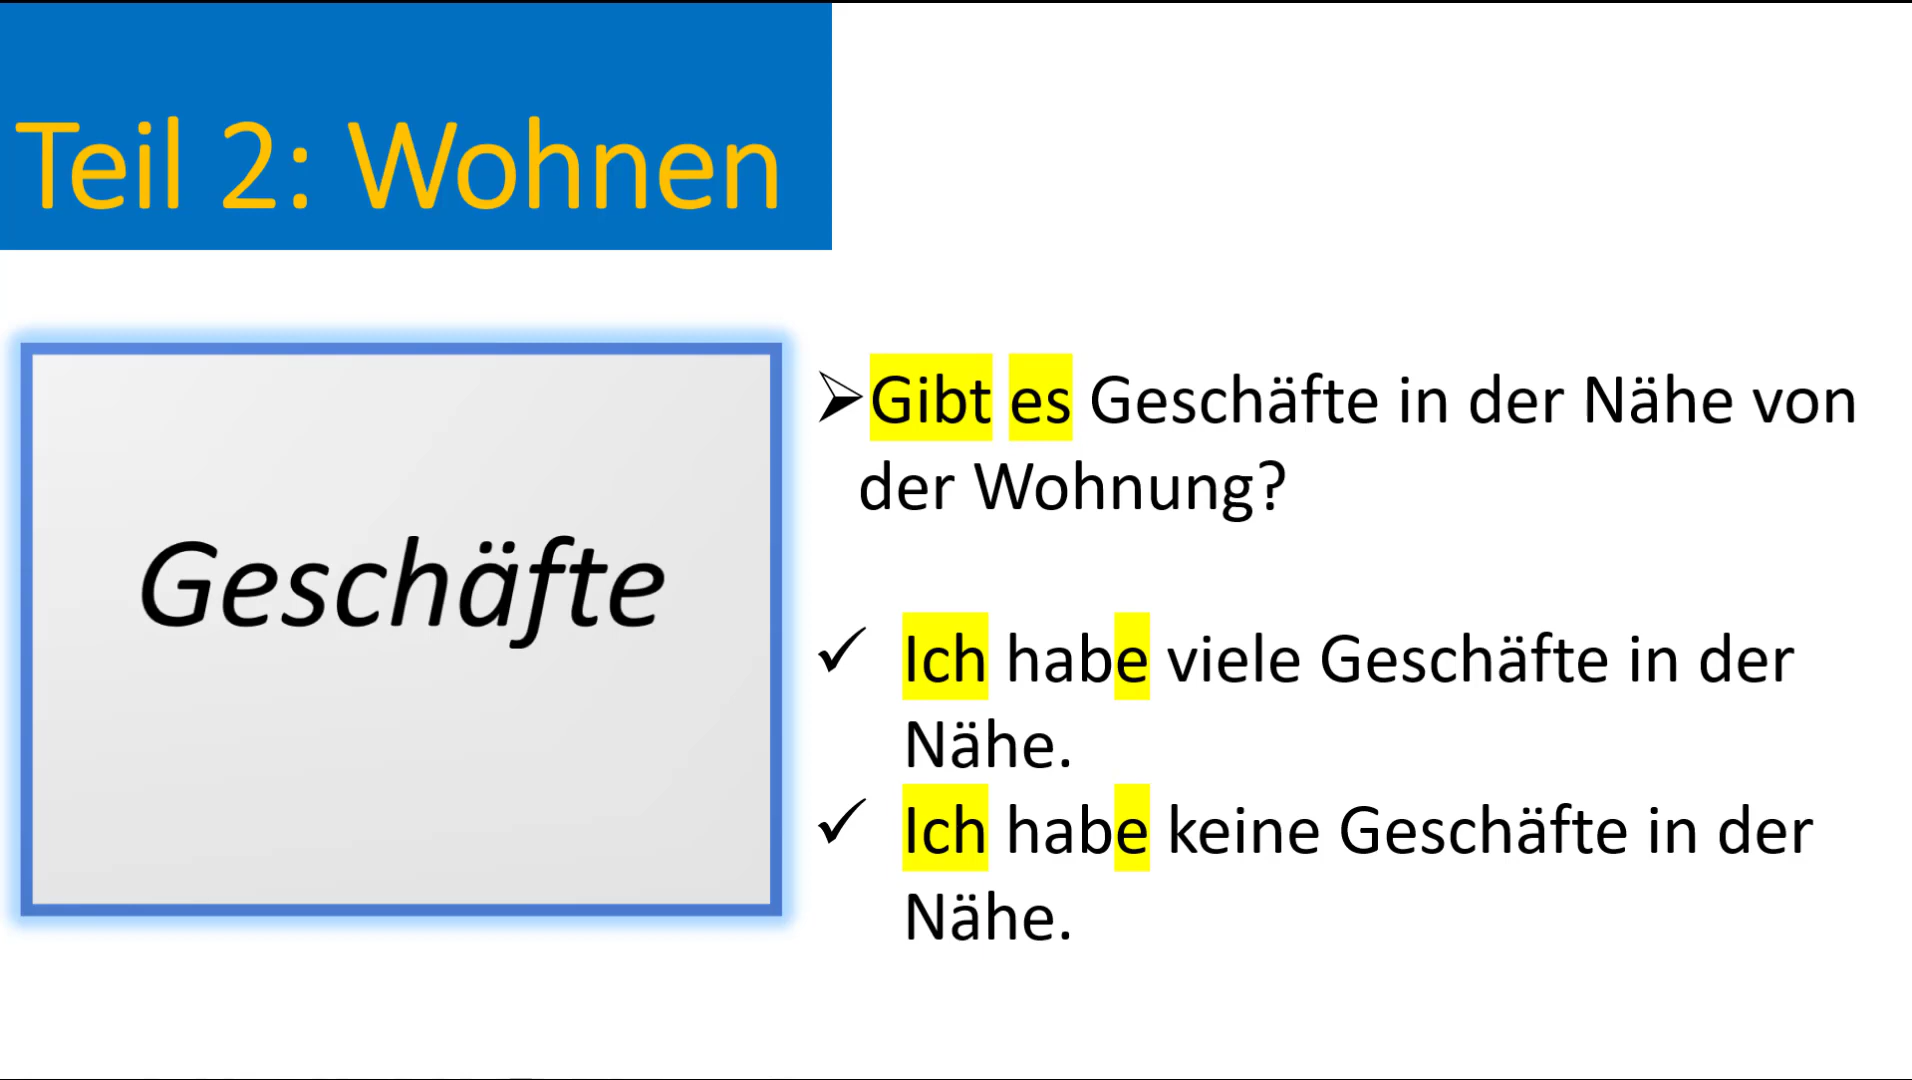 Teil 2: Wohnen
Geschäfte
Gibt es Geschäfte in der Nähe von
der Wohnung?
Ich habe viele Geschäfte in der
Nähe.
Ich habe keine Geschäfte in der
Nähe.